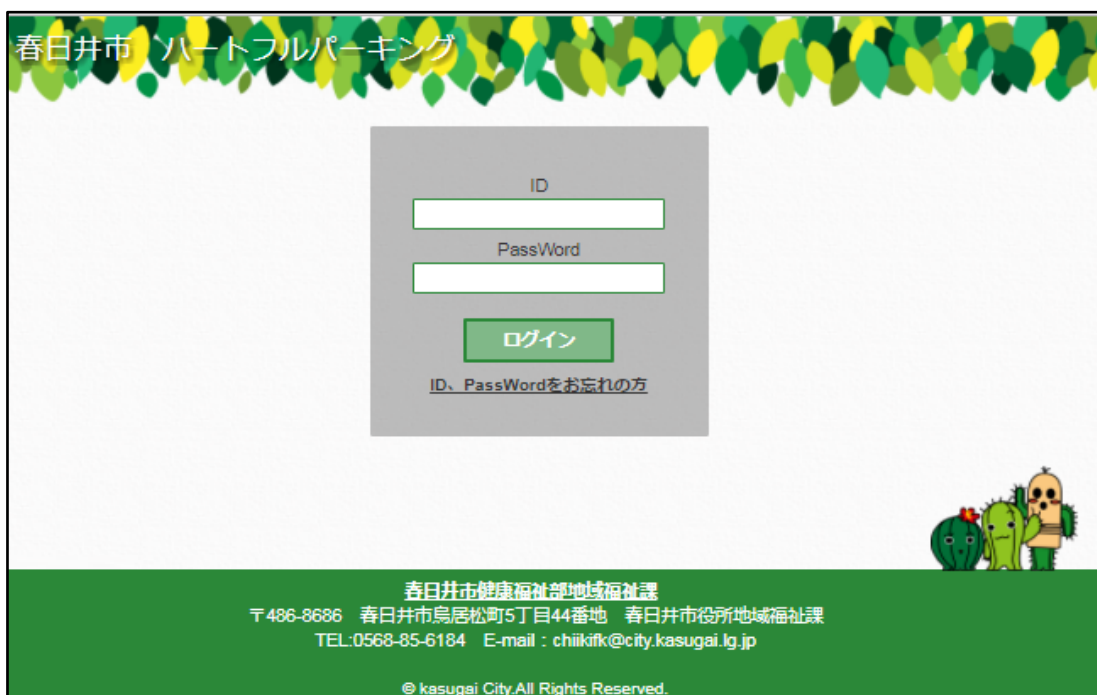 春日井市　ハートフルパーキング
ID
PassWord
ログイン
ID、PassWordをお忘れの方
春日井市健康福祉部地域福祉課
〒486-8686　春日井市鳥居松町5丁目44番地　春日井市役所地域福祉課
TEL:0568-85-6184　E-mail：chiikifk@city.kasugai.lg.jp
© kasugai City.All Rights Reserved.